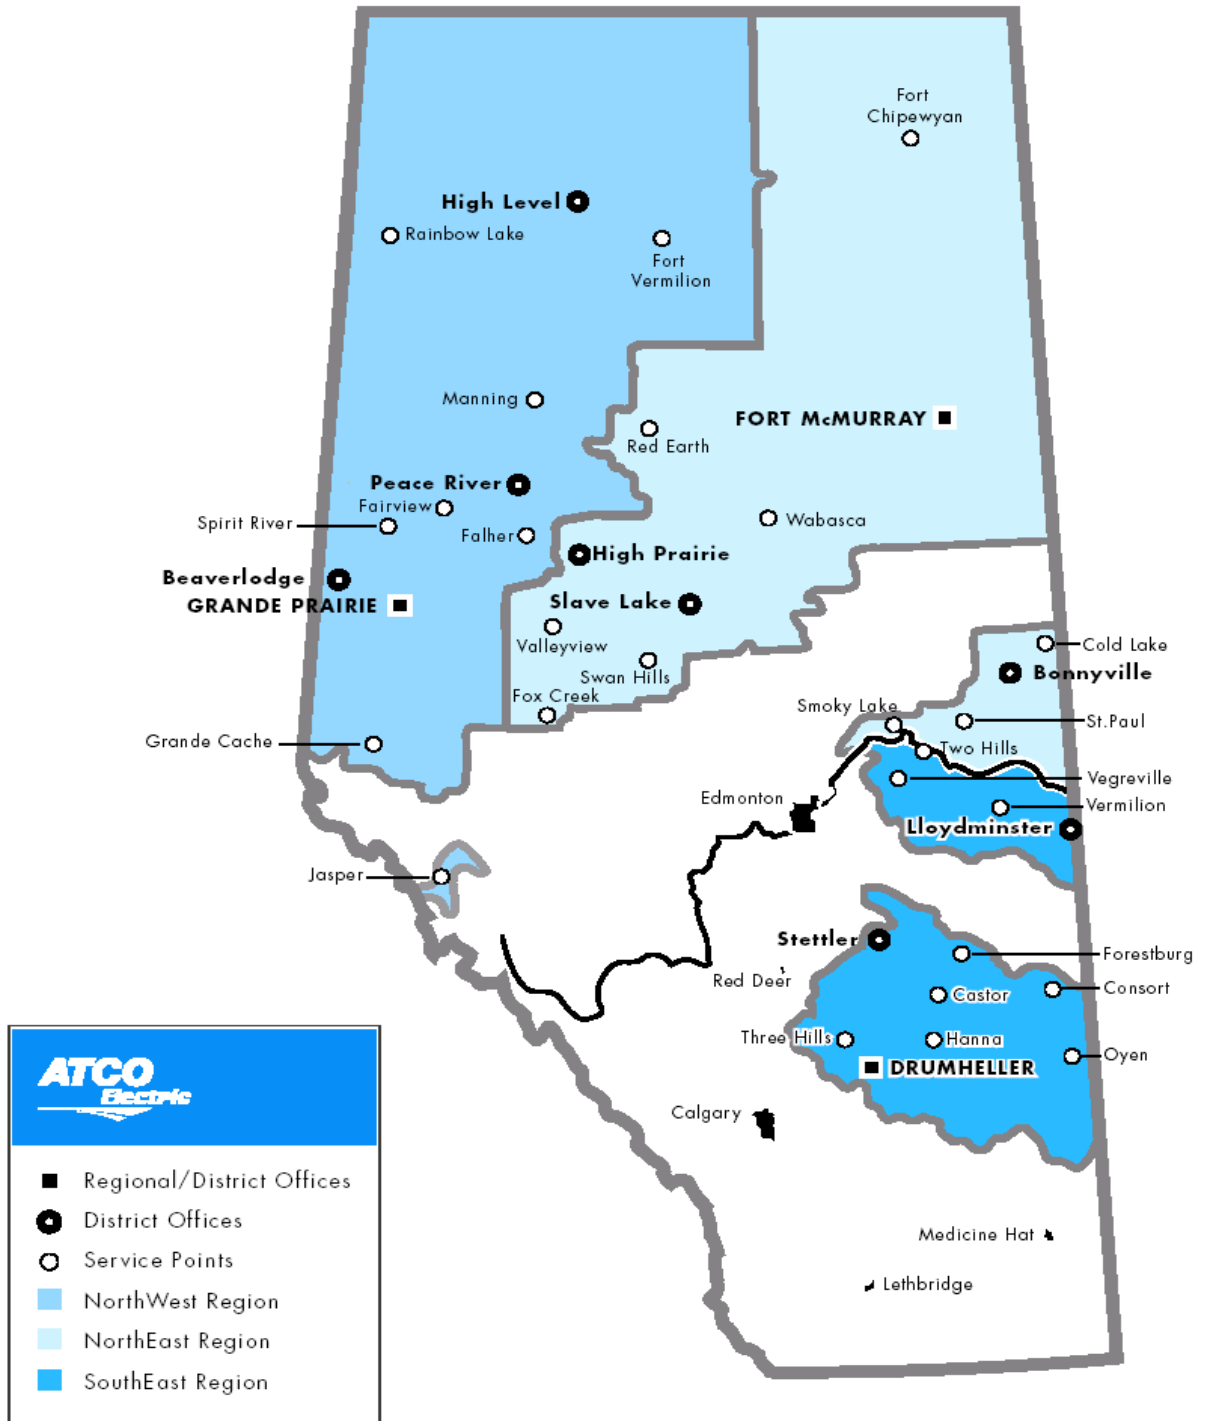 Fort
Chipewyan
High Level
Rainbow Lake
Fort
Vermilion
Manning
FORT McMURRAY
Red Earth
Peace River
Fairview
Spirit River
Wabasca
Falher
High Prairie
Beaverlodge
GRANDE PRAIRIE
Slave Lake
Valleyview
Cold Lake
Swan Hills
Bonnyville
Fox Creek
Smoky Lake
St.Paul
Grande Cache
Two Hills
Vegreville
Edmonton
Vermilion
Lloydminster
Jasper
Stettler
Forestburg
Red Deer
Castor
Consort
Three Hills
Hanna
Oyen
DRUMHELLER
Calgary
Medicine Hat
Lethbridge
ATCO
Electric
Regional/District Offices
District Offices
Service Points
NorthWest Region
NorthEast Region
SouthEast Region